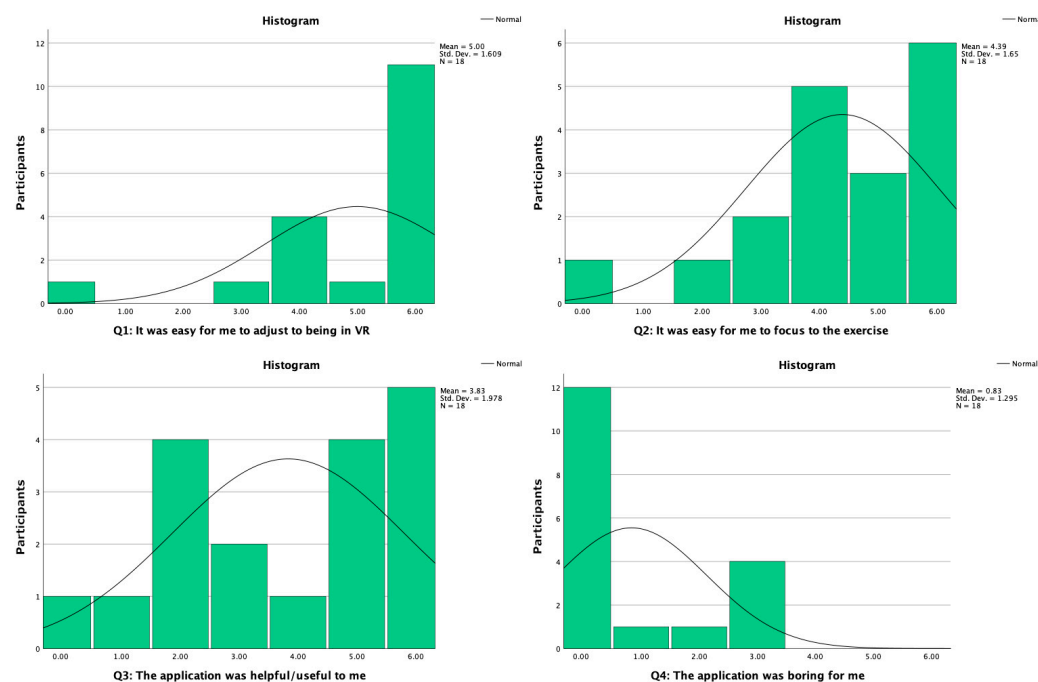 Histogram
Normal
12
10
8
6
4
2
0
Participants
Mean = 5.00
Std. Dev. = 1.609
N = 18
0.00 1.00 2.00 3.00 4.00 5.00 6.00
Q1: It was easy for me to adjust to being in VR
Histogram
Norm
6
5
4
3
2
1
0
Participants
Mean = 4.39
Std. Dev. = 1.65
N = 18
0.00 1.00 2.00 3.00 4.00 5.00 6.00
Q2: It was easy for me to focus to the exercise
Histogram
Normal
5
4
3
2
1
0
Participants
Mean = 3.83
Std. Dev. = 1.978
N = 18
0.00 1.00 2.00 3.00 4.00 5.00 6.00
Q3: The application was helpful/useful to me
Histogram
Normal
12
10
8
6
4
2
0
Participants
Mean = 0.83
Std. Dev. = 1.295
N = 18
0.00 1.00 2.00 3.00 4.00 5.00 6.00
Q4: The application was boring for me